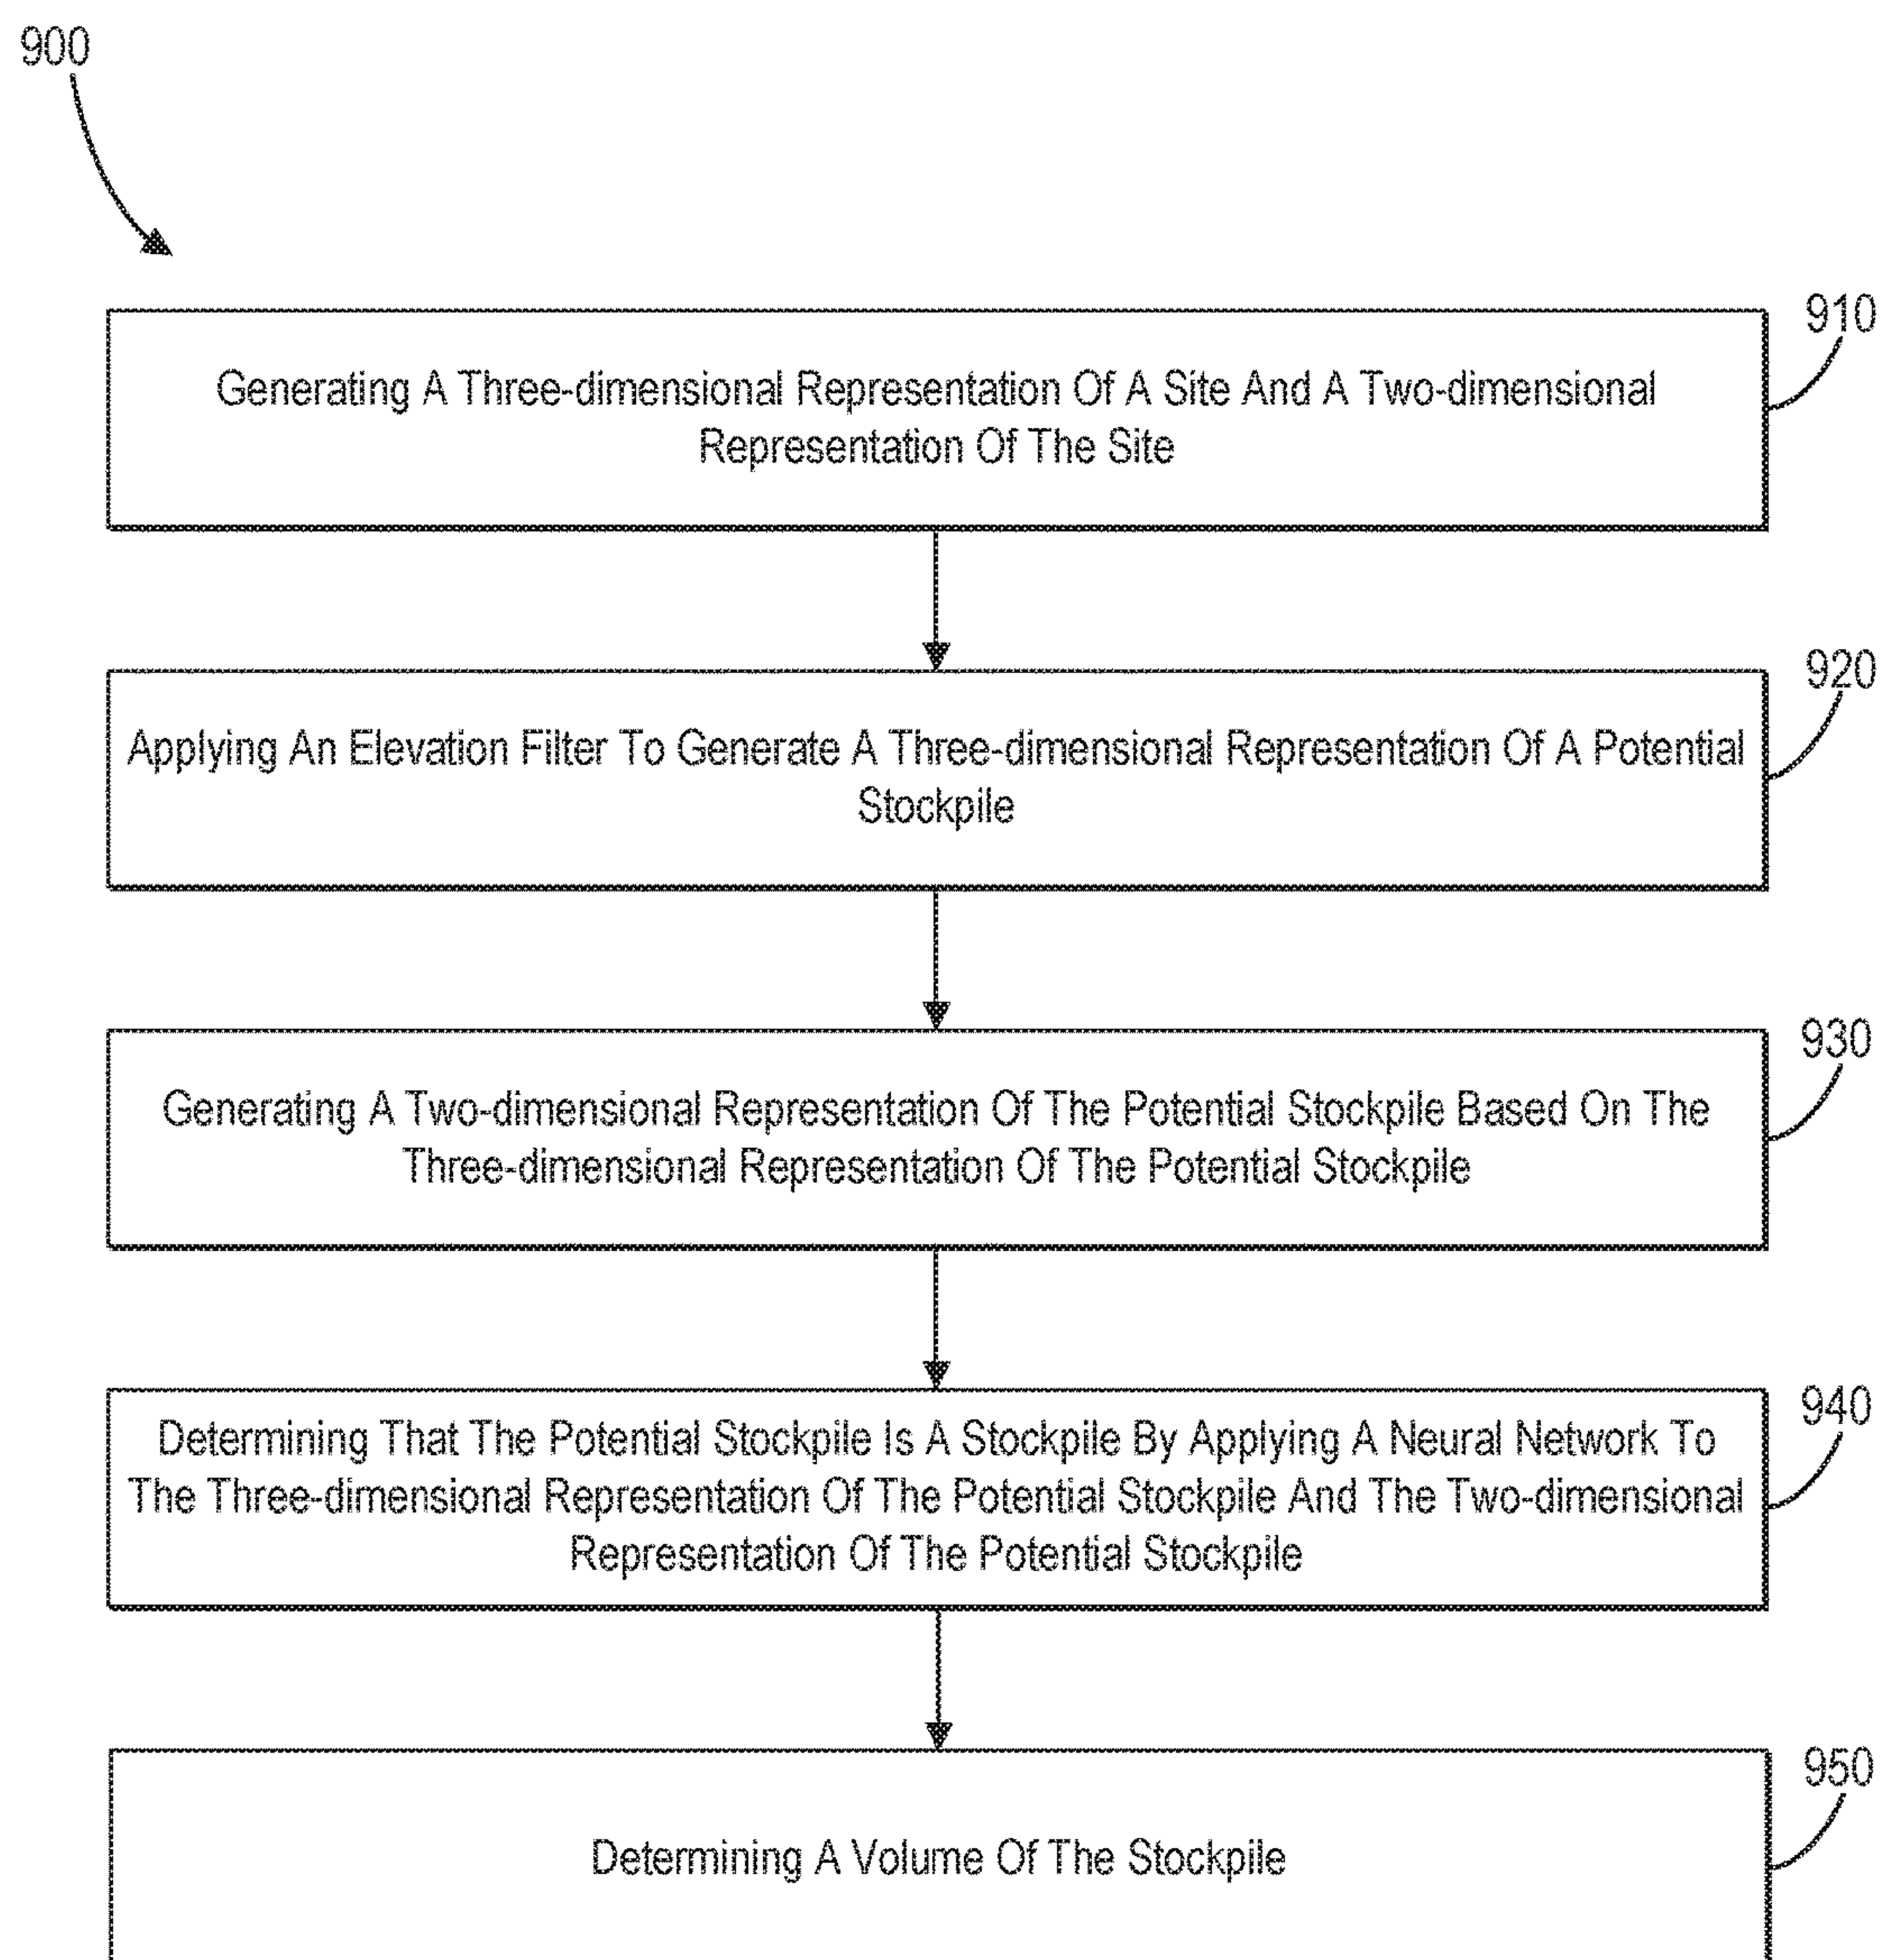 900
910
Generating A Three-dimensional Representation Of A Site And A Two-dimensional
Representation Of The Site
920
Applying An Elevation Filter To Generate A Three-dimensional Representation Of A Potential
Stockpile
930
Generating A Two-dimensional Representation Of The Potential Stockpile Based On The
Three-dimensional Representation Of The Potential Stockpile
940
Determining That The Potential Stockpile Is A Stockpile By Applying A Neural Network To
The Three-dimensional Representation Of The Potential Stockpile And The Two-dimensional
Representation Of The Potential Stockpile
950
Determining A Volume Of The Stockpile